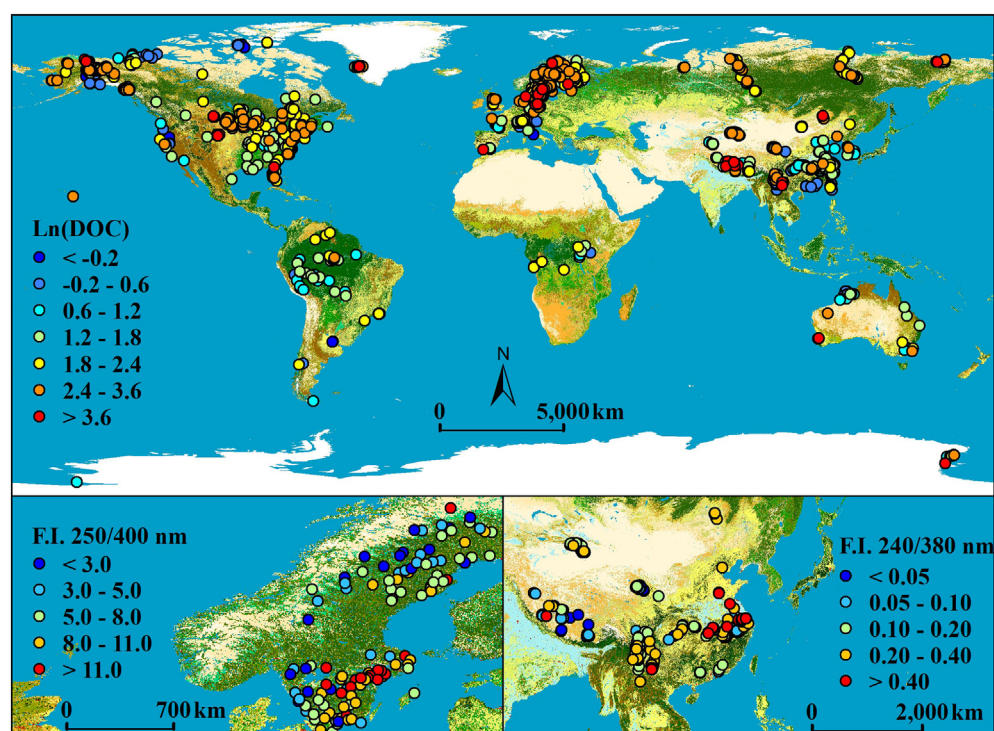 Ln(DOC)
< -0.2
-0.2 - 0.6
0.6 - 1.2
1.2 - 1.8
1.8 - 2.4
2.4 - 3.6
> 3.6
N
0 5,000 km
F.I. 250/400 nm
< 3.0
3.0 - 5.0
5.0 - 8.0
8.0 - 11.0
> 11.0
0 700 km
F.I. 240/380 nm
< 0.05
0.05 - 0.10
0.10 - 0.20
0.20 - 0.40
> 0.40
0 2,000 km